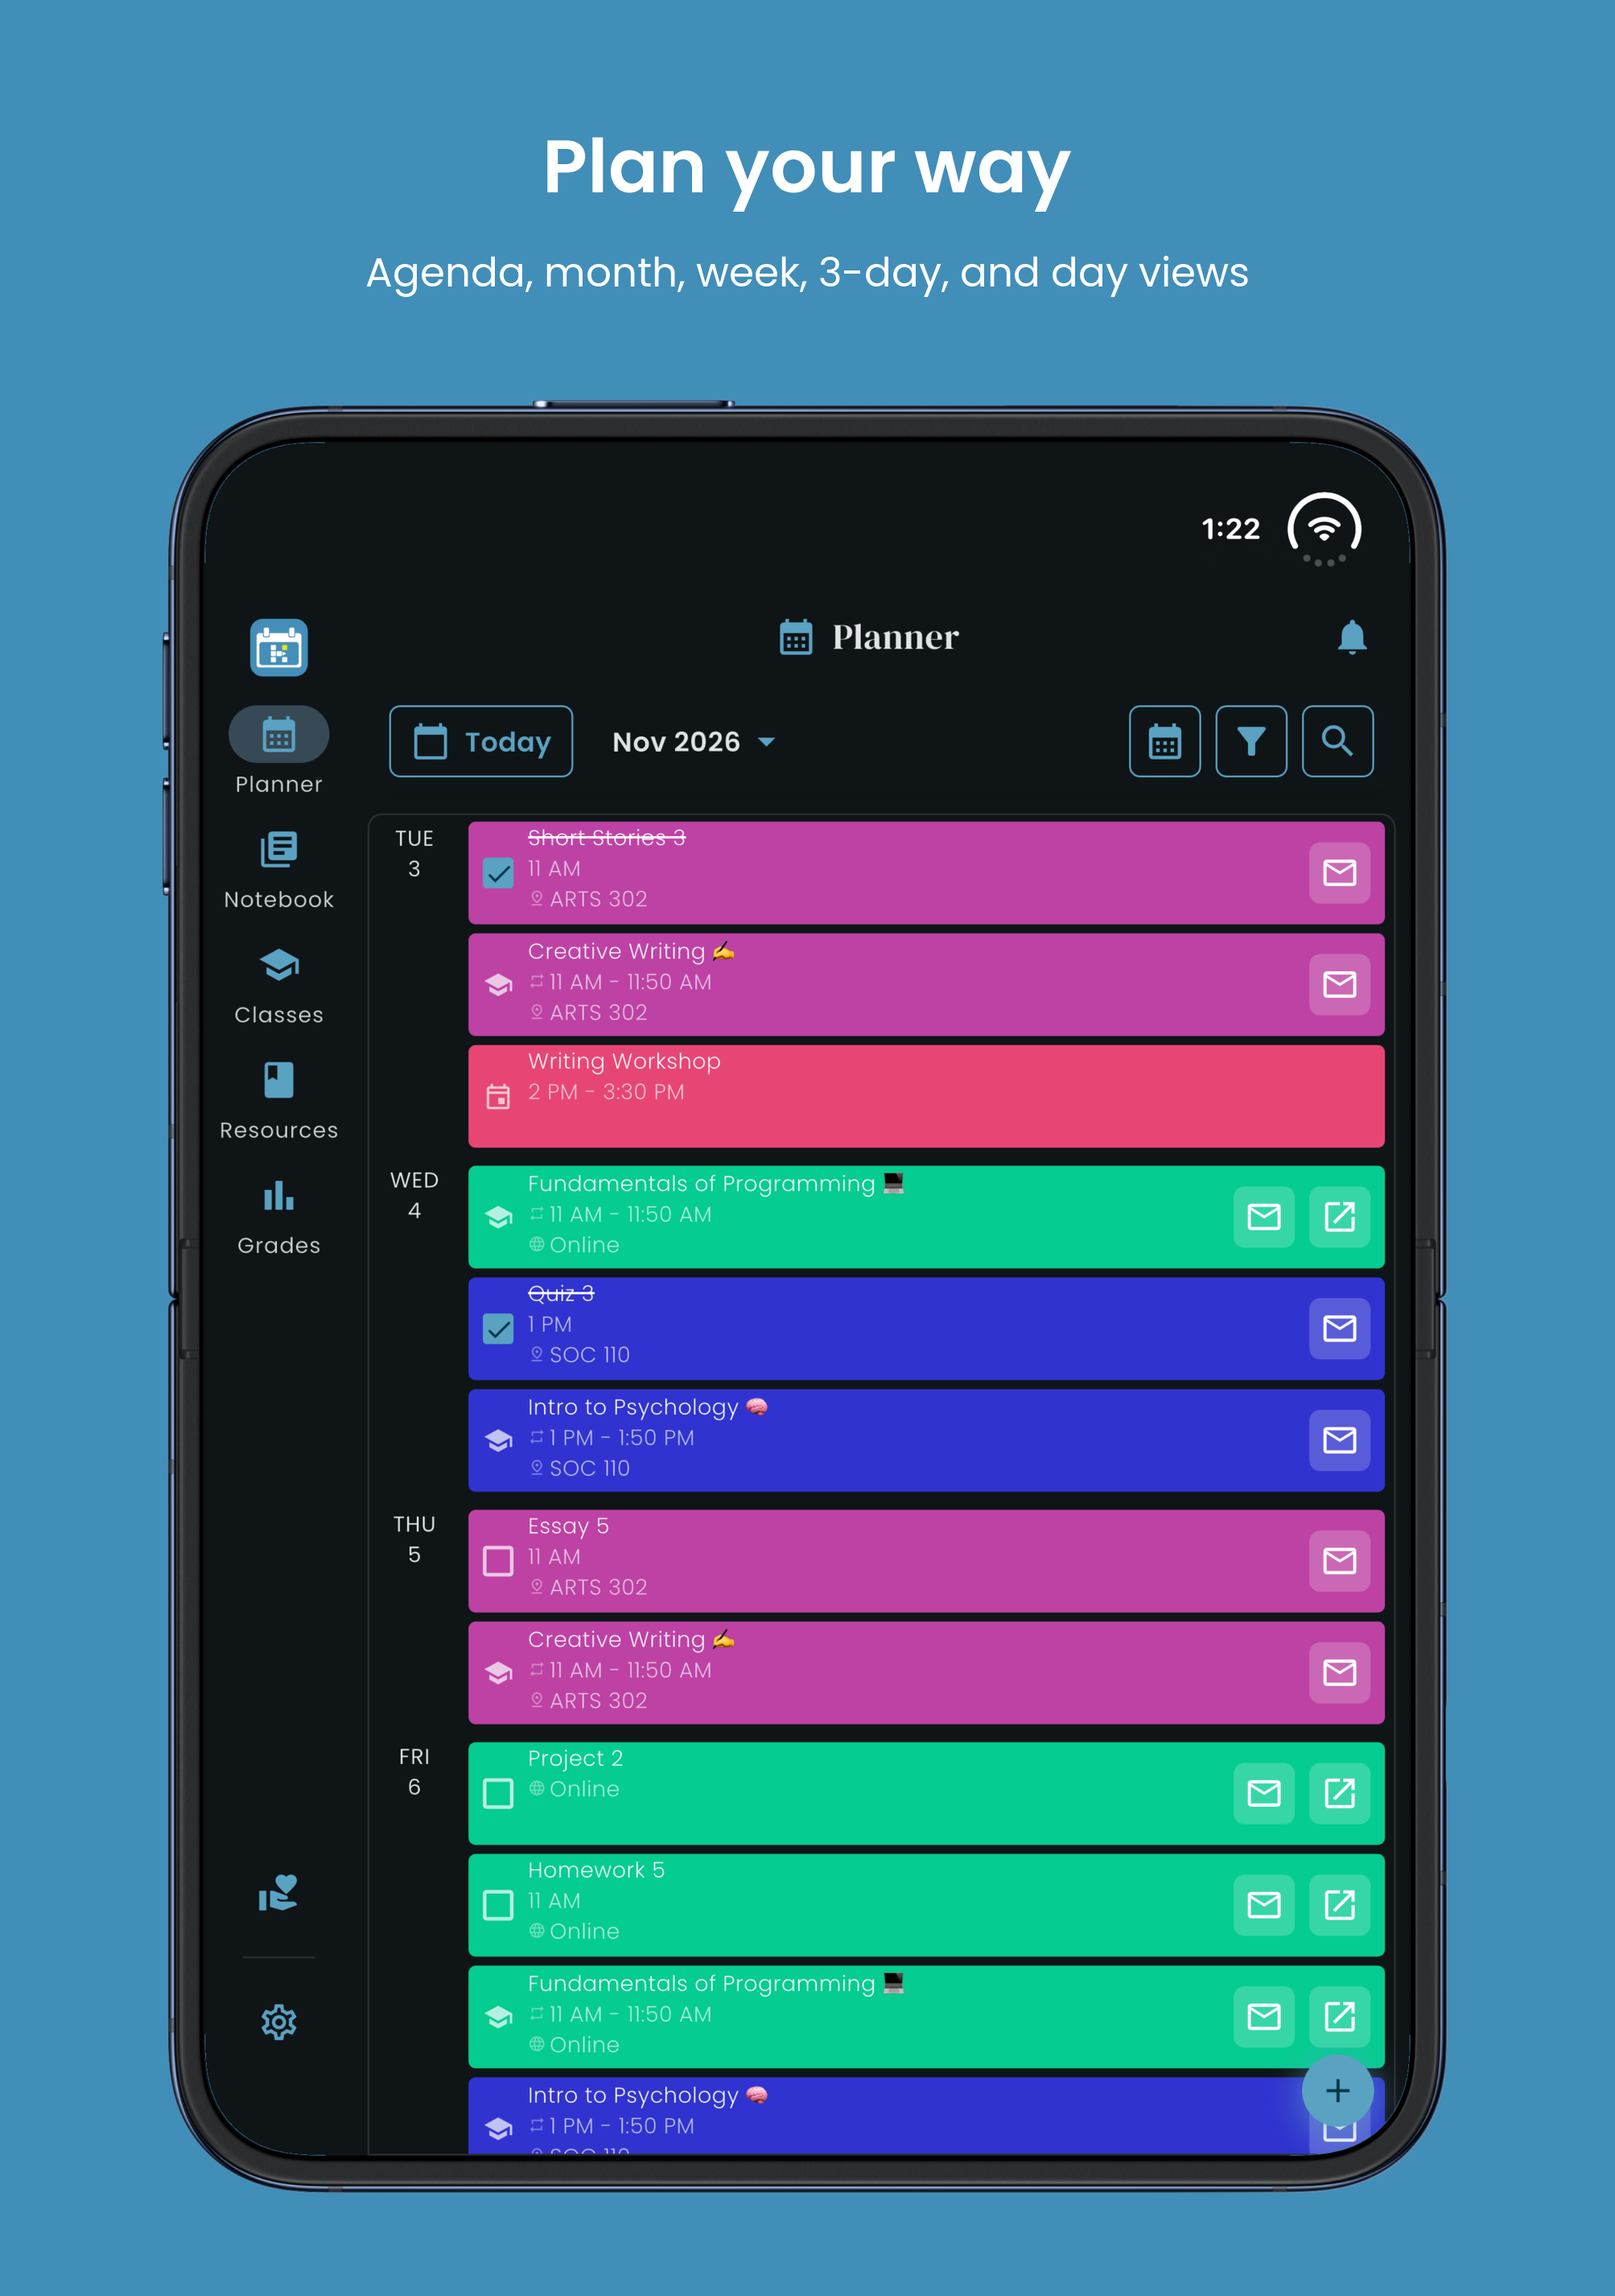 Plan your way
Agenda, month, week, 3-day, and day views
1:22
Planner
Today
Nov 2026
Planner
Notebook
Classes
Resources
Grades
TUE
3
Short Stories 3
11 AM
ARTS 302
Creative Writing ✍️
11 AM - 11:50 AM
ARTS 302
Writing Workshop
2 PM - 3:30 PM
WED
4
Fundamentals of Programming 💻
11 AM - 11:50 AM
Online
Quiz 3
1 PM
SOC 110
Intro to Psychology 🧠
1 PM - 1:50 PM
SOC 110
THU
5
Essay 5
11 AM
ARTS 302
Creative Writing ✍️
11 AM - 11:50 AM
ARTS 302
FRI
6
Project 2
Online
Homework 5
11 AM
Online
Fundamentals of Programming 💻
11 AM - 11:50 AM
Online
Intro to Psychology 🧠
1 PM - 1:50 PM